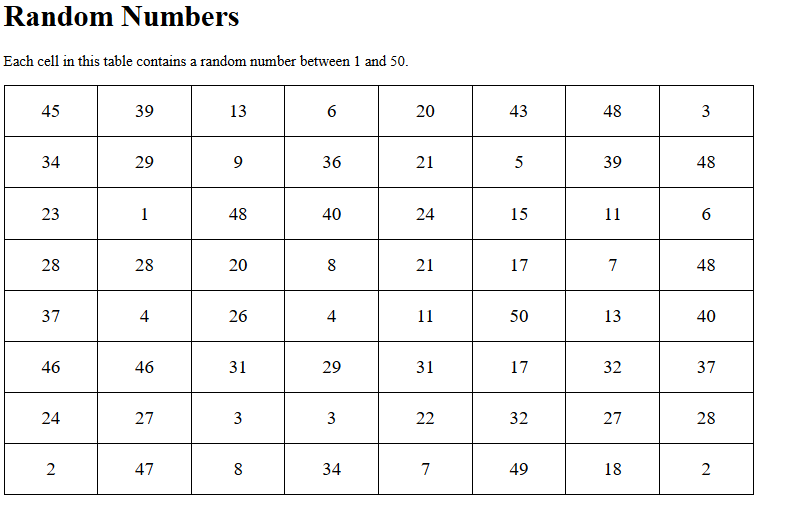 Random Numbers
Each cell in this table contains a random number between 1 and 50.
45 39 13 6 20 43 48 3
34 29 9 36 21 5 39 48
23 1 48 40 24 15 11 6
28 28 20 8 21 17 7 48
37 4 26 4 11 50 13 40
46 46 31 29 31 17 32 37
24 27 3 3 22 32 27 28
2 47 8 34 7 49 18 2